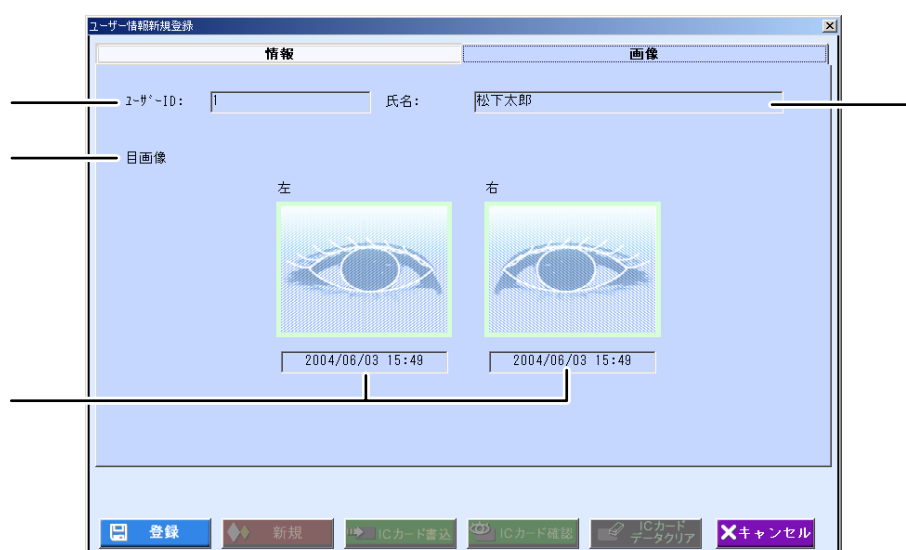 ユーザー情報新規登録
情報 画像
ﾕｰｻﾞｰID: 1 氏名: 松下太郎
目画像
左 右
2004/06/03 15:49 2004/06/03 15:49
登録 新規 ICカード書込 ICカード確認 ICカード
データクリア キャンセル